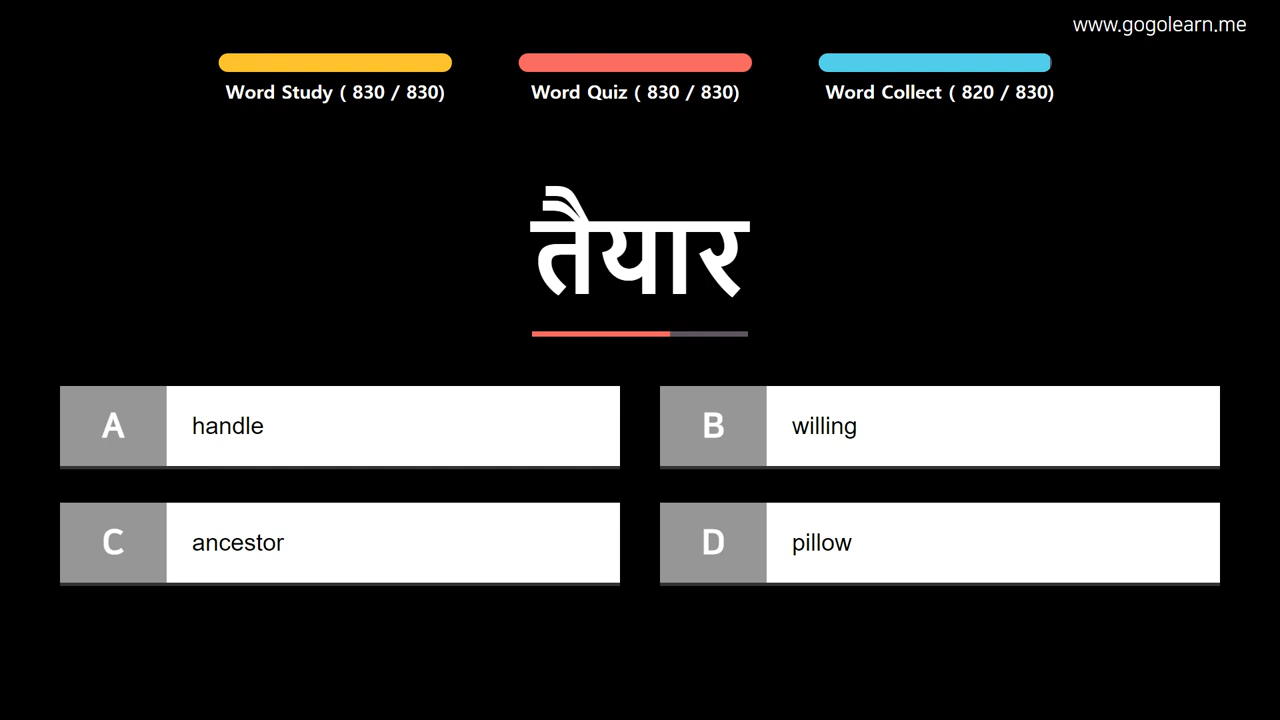 www.gogolearn.me
Word Study ( 830 / 830)
Word Quiz ( 830 / 830)
Word Collect ( 820 / 830)
तैयार
A handle
B willing
C ancestor
D pillow